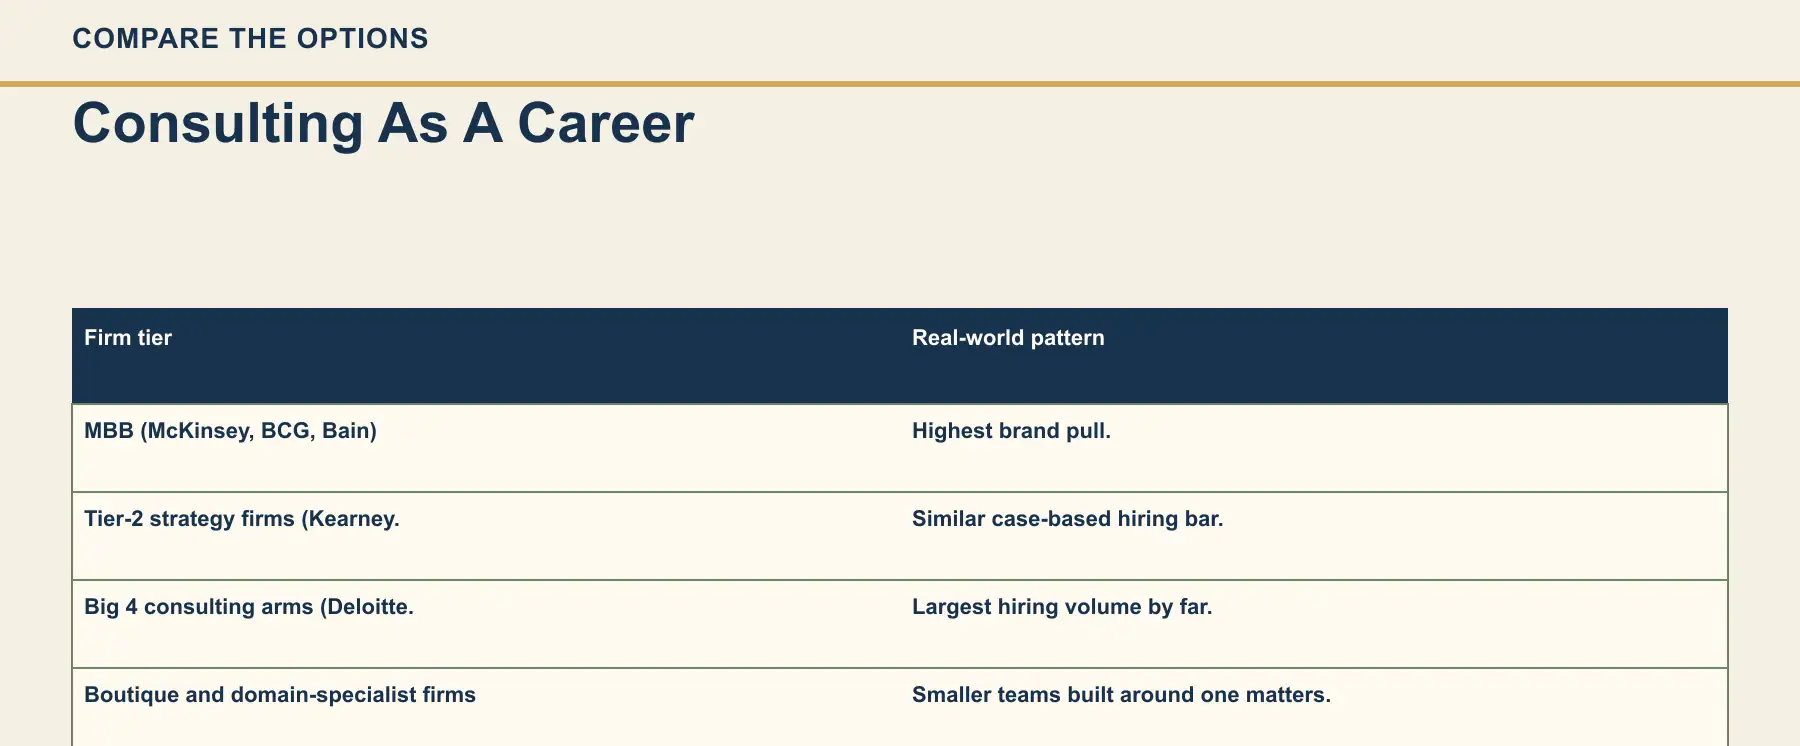 COMPARE THE OPTIONS
Consulting As A Career
Firm tier
Real-world pattern
MBB (McKinsey, BCG, Bain)
Highest brand pull.
Tier-2 strategy firms (Kearney.
Similar case-based hiring bar.
Big 4 consulting arms (Deloitte.
Largest hiring volume by far.
Boutique and domain-specialist firms
Smaller teams built around one matters.